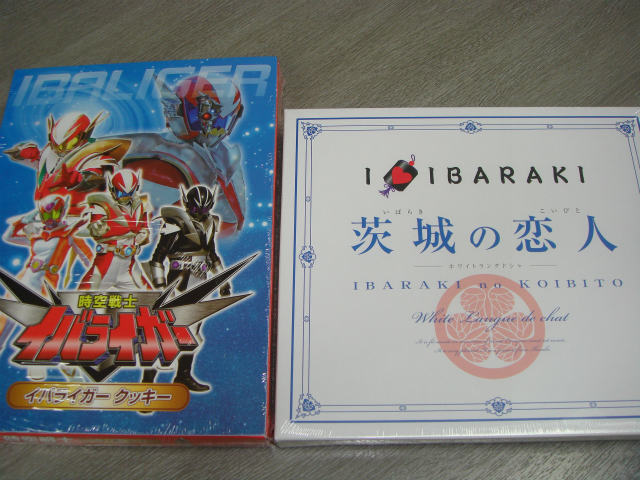 IBALIGER
時空戦士
イバライガー
イバライガー クッキー
I IBARAKI
いばらき こいびと
茨城の恋人
ホワイトラングドシャ
IBARAKI no KOIBITO
White Langue de chat